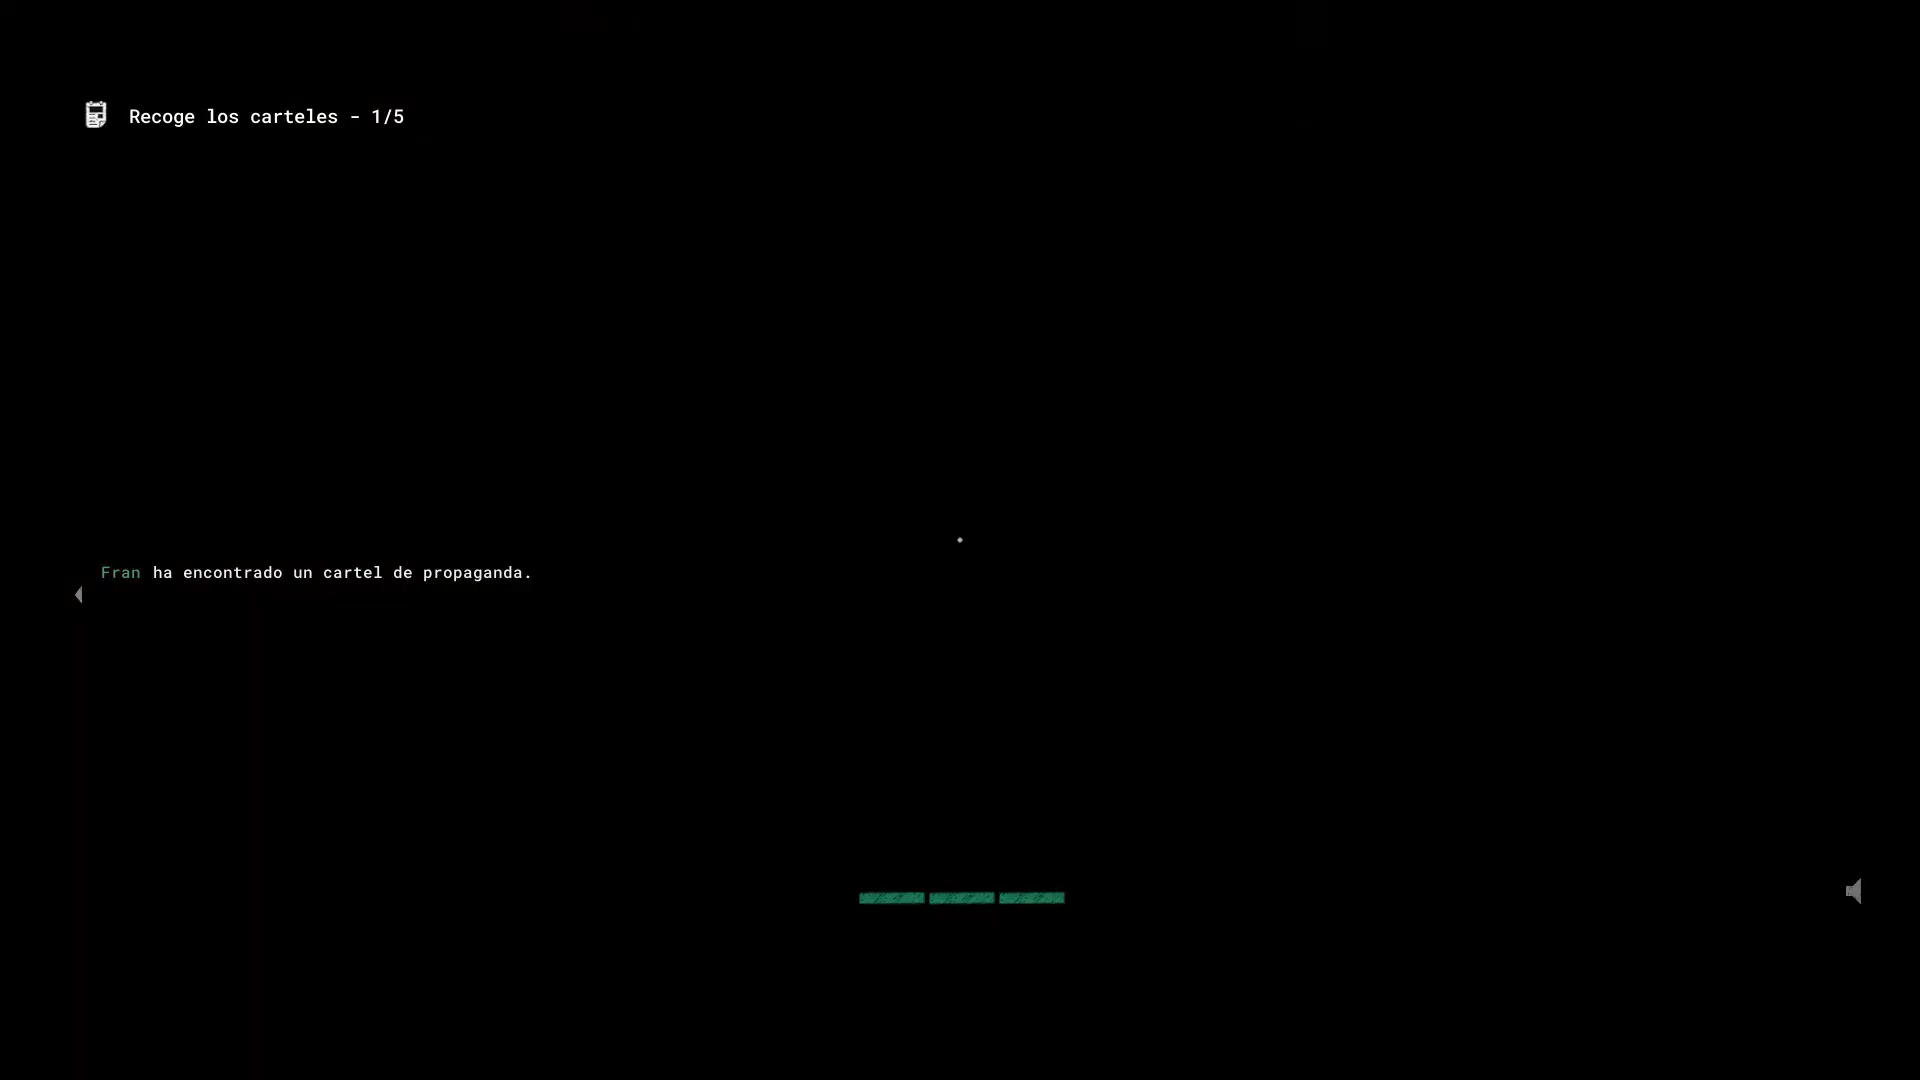 Recoge los carteles - 1/5
Fran ha encontrado un cartel de propaganda.